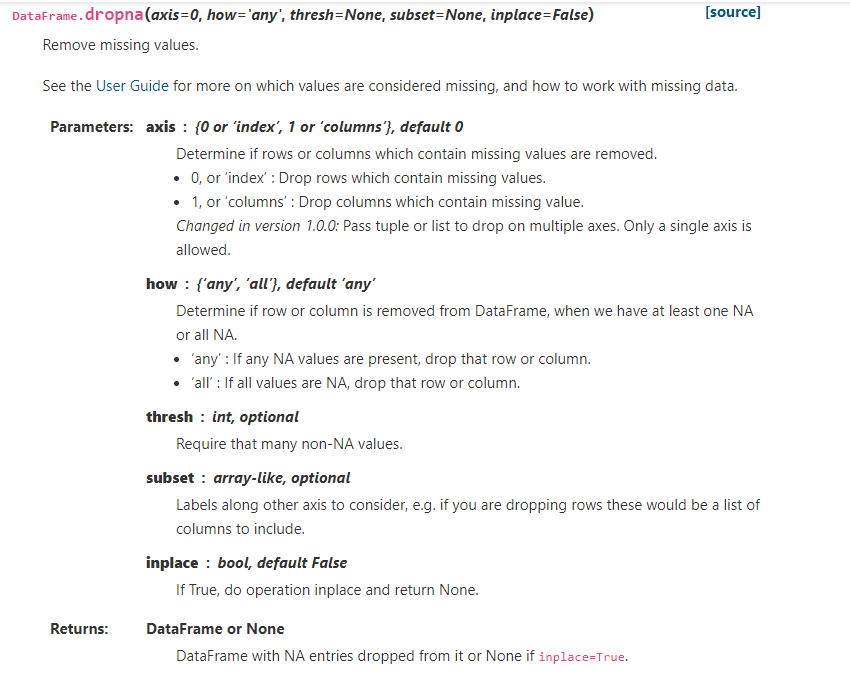 DataFrame.dropna(axis=0, how='any', thresh=None, subset=None, inplace=False) [source]
Remove missing values.
See the User Guide for more on which values are considered missing, and how to work with missing data.
Parameters: axis : {0 or ‘index’, 1 or ‘columns’}, default 0
Determine if rows or columns which contain missing values are removed.
• 0, or ‘index’ : Drop rows which contain missing values.
• 1, or ‘columns’ : Drop columns which contain missing value.
Changed in version 1.0.0: Pass tuple or list to drop on multiple axes. Only a single axis is
allowed.
how : {‘any’, ‘all’}, default ‘any’
Determine if row or column is removed from DataFrame, when we have at least one NA
or all NA.
• ‘any’ : If any NA values are present, drop that row or column.
• ‘all’ : If all values are NA, drop that row or column.
thresh : int, optional
Require that many non-NA values.
subset : array-like, optional
Labels along other axis to consider, e.g. if you are dropping rows these would be a list of
columns to include.
inplace : bool, default False
If True, do operation inplace and return None.
Returns: DataFrame or None
DataFrame with NA entries dropped from it or None if inplace=True.